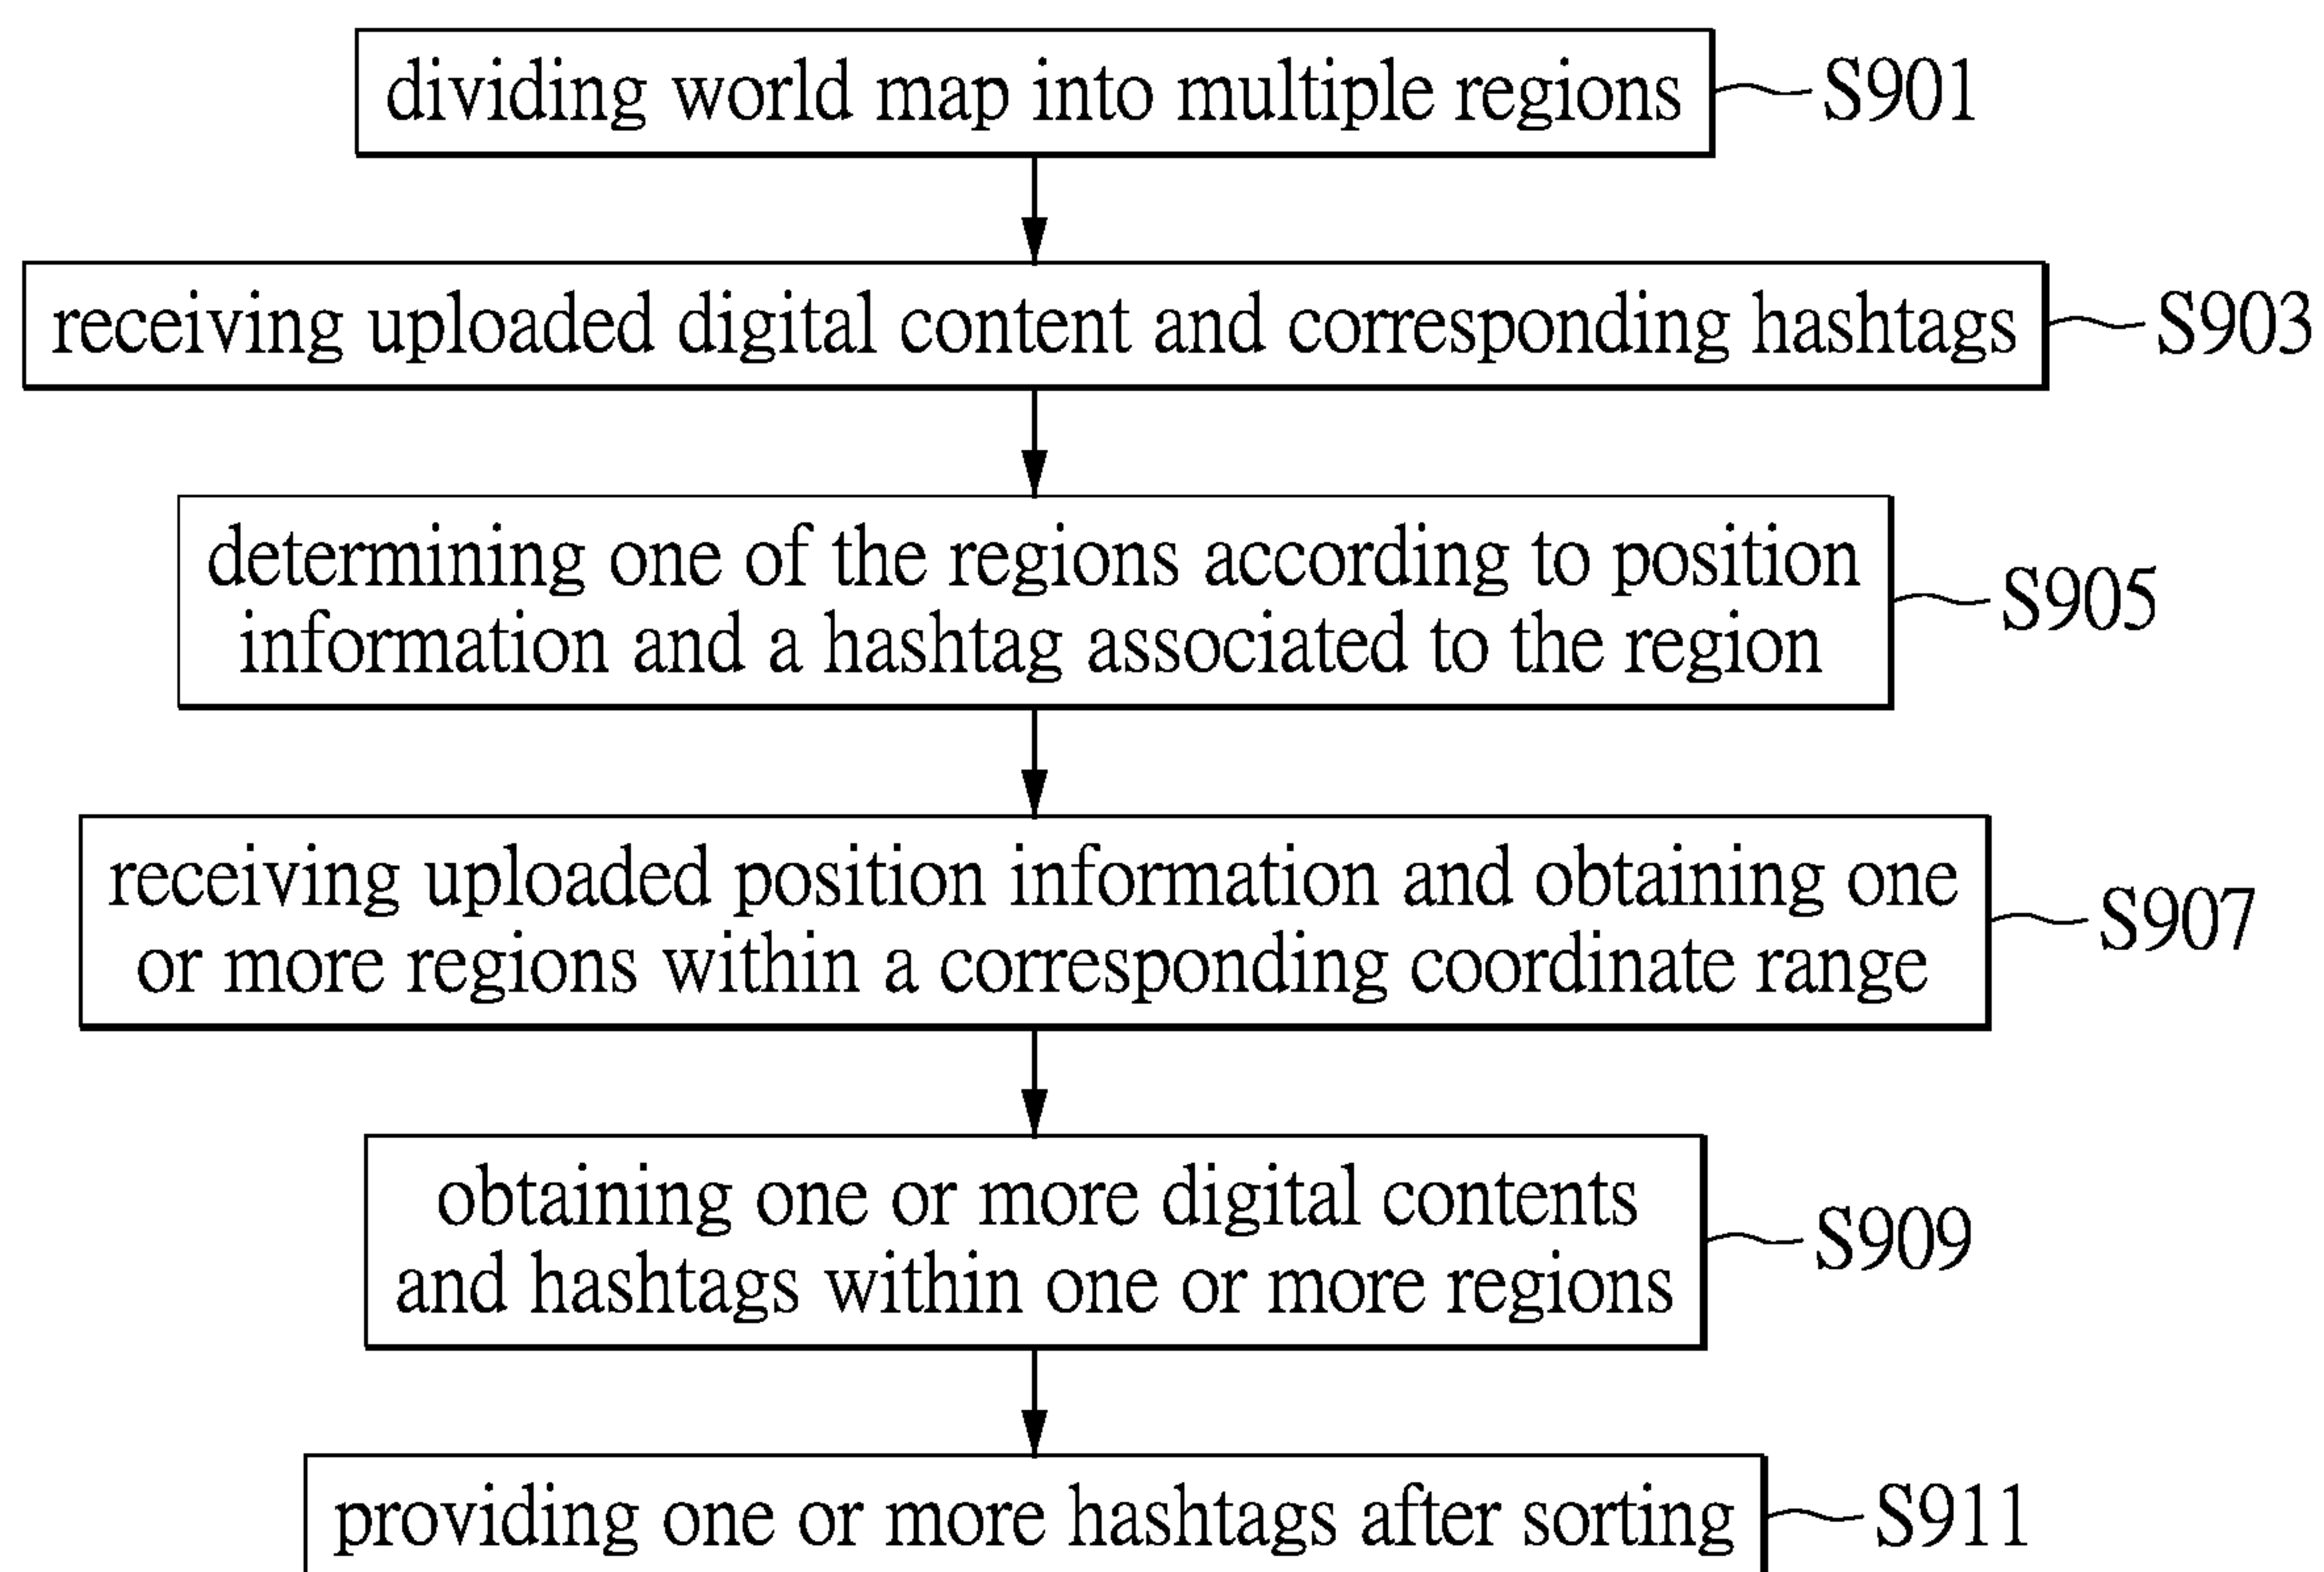 dividing world map into multiple regions S901
receiving uploaded digital content and corresponding hashtags S903
determining one of the regions according to position
information and a hashtag associated to the region
S905
receiving uploaded position information and obtaining one
or more regions within a corresponding coordinate range
S907
obtaining one or more digital contents
and hashtags within one or more regions
S909
providing one or more hashtags after sorting S911